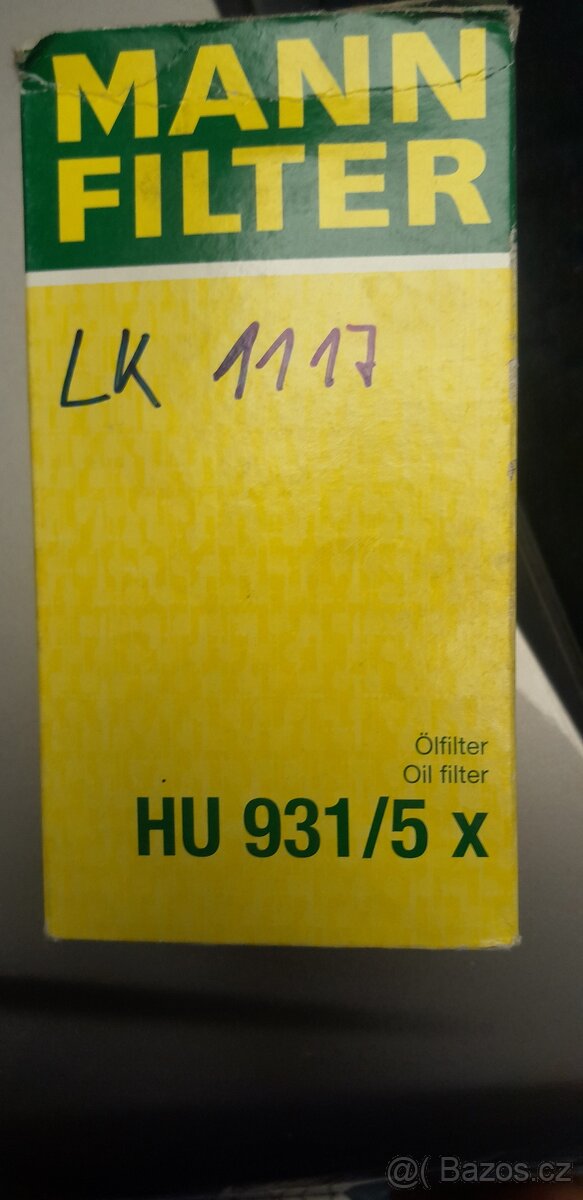 MANN
FILTER
LK 1117
Ölfilter
Oil filter
HU 931/5 x
@( Bazos.cz